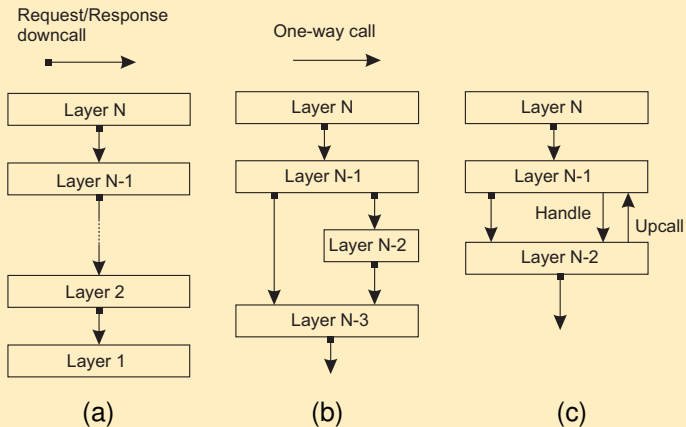 Request/Response
downcall
One-way call
Layer N
Layer N-1
Layer 2
Layer 1
(a)
Layer N
Layer N-1
Layer N-2
Layer N-3
(b)
Layer N
Layer N-1
Handle
Upcall
Layer N-2
(c)